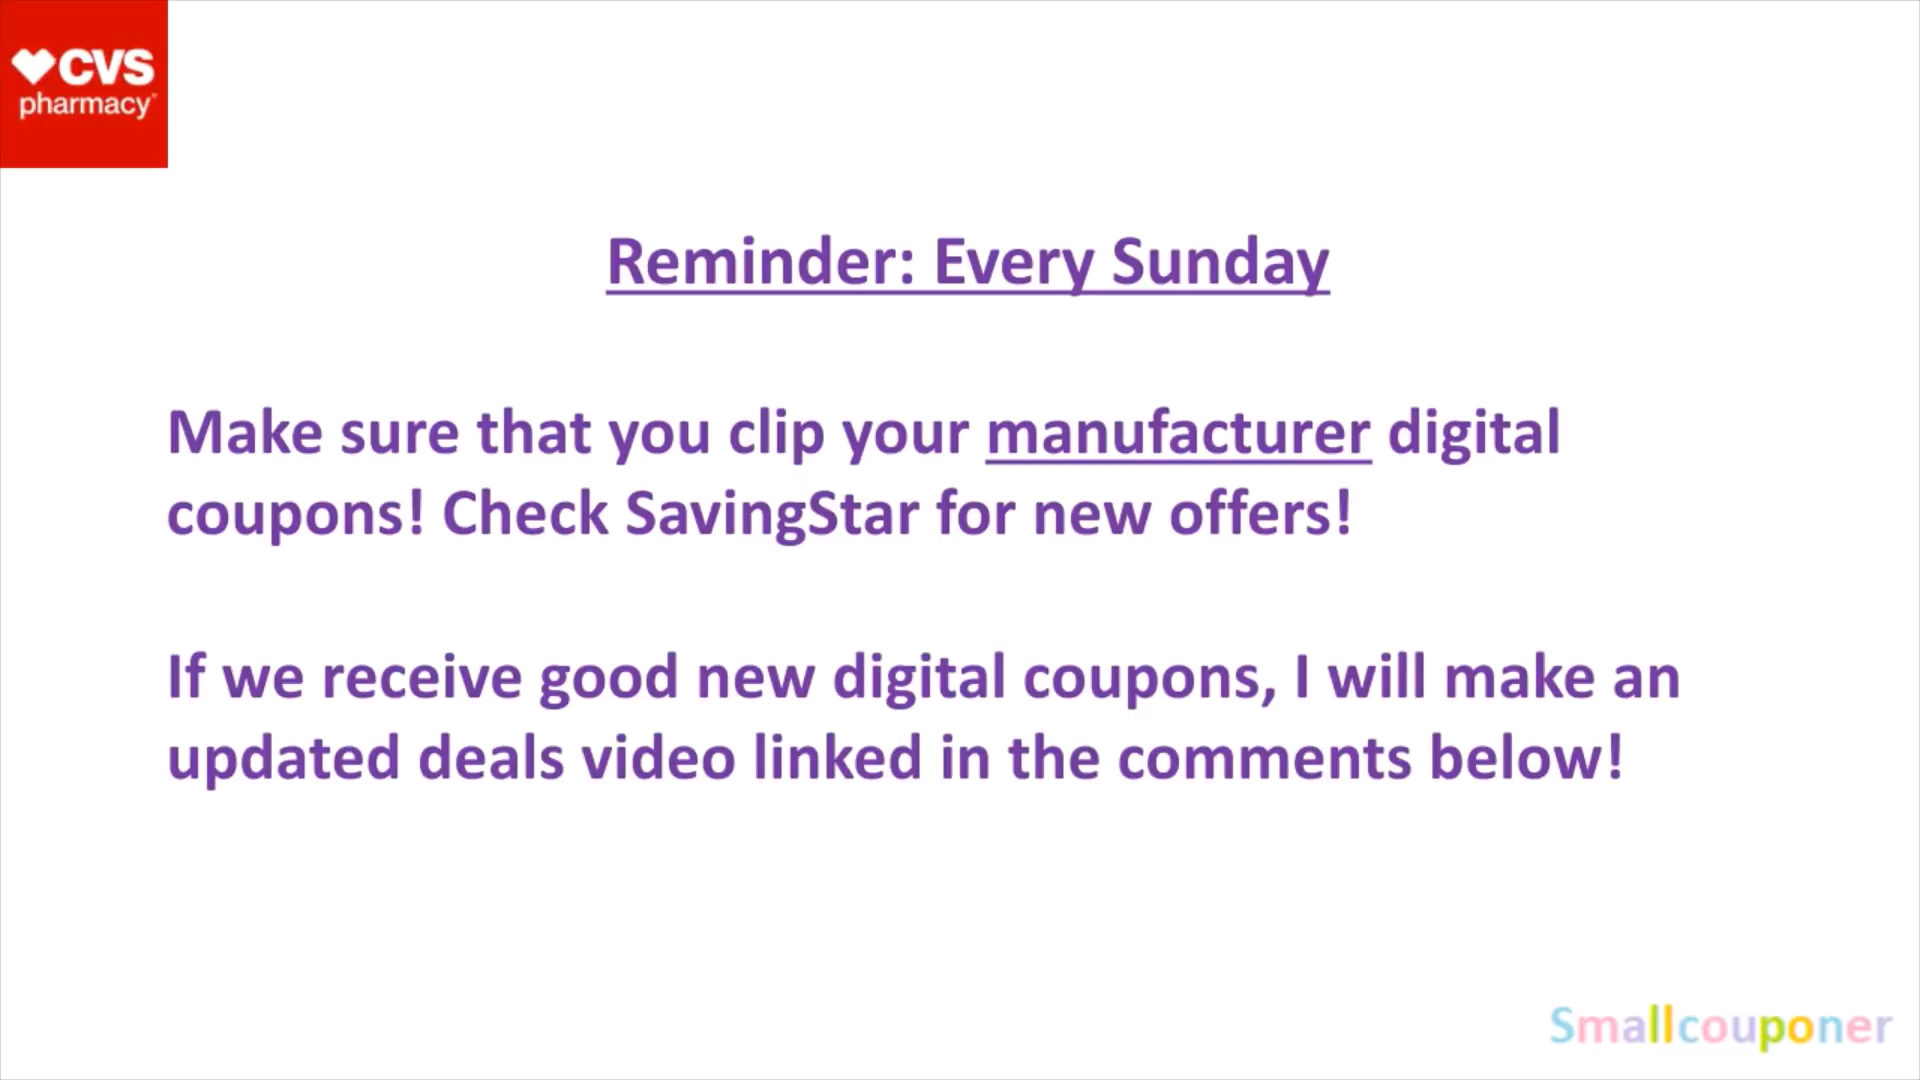 CVS
pharmacy
Reminder: Every Sunday
Make sure that you clip your manufacturer digital
coupons! Check SavingStar for new offers!
If we receive good new digital coupons, I will make an
updated deals video linked in the comments below!
Smallcouponer